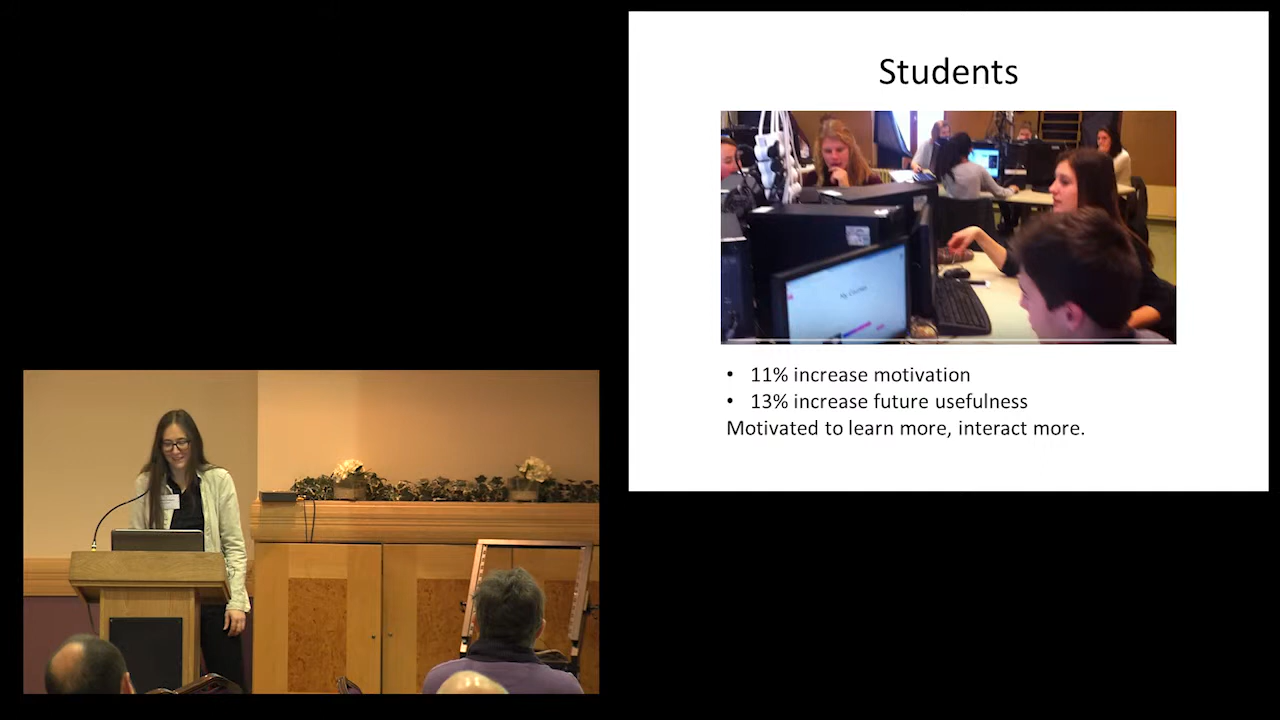 Students
• 11% increase motivation
• 13% increase future usefulness
Motivated to learn more, interact more.